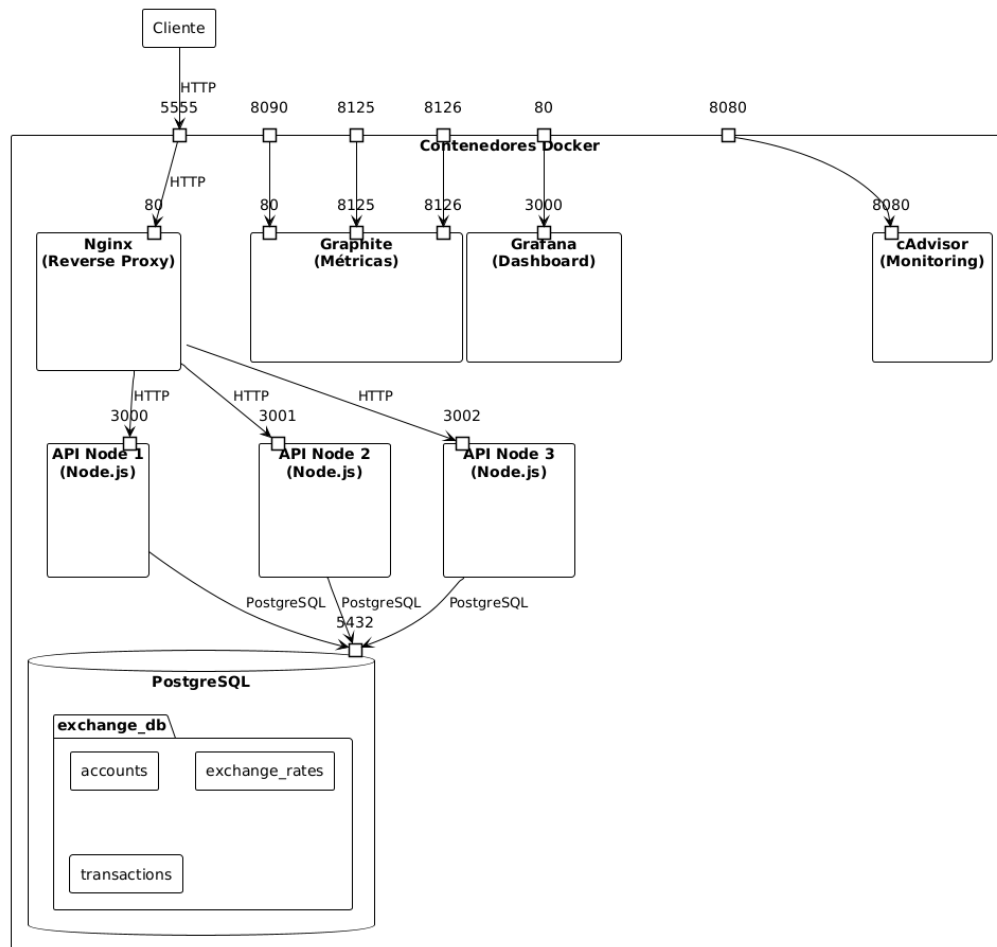 Cliente
HTTP
5555
8090
8125
8126
80
8080
Contenedores Docker
HTTP
80
80
8125
8126
3000
8080
Nginx
(Reverse Proxy)
Graphite
(Métricas)
Grafana
(Dashboard)
cAdvisor
(Monitoring)
HTTP
HTTP
HTTP
3000
3001
3002
API Node 1
(Node.js)
API Node 2
(Node.js)
API Node 3
(Node.js)
PostgreSQL
PostgreSQL
PostgreSQL
5432
PostgreSQL
exchange_db
accounts
exchange_rates
transactions